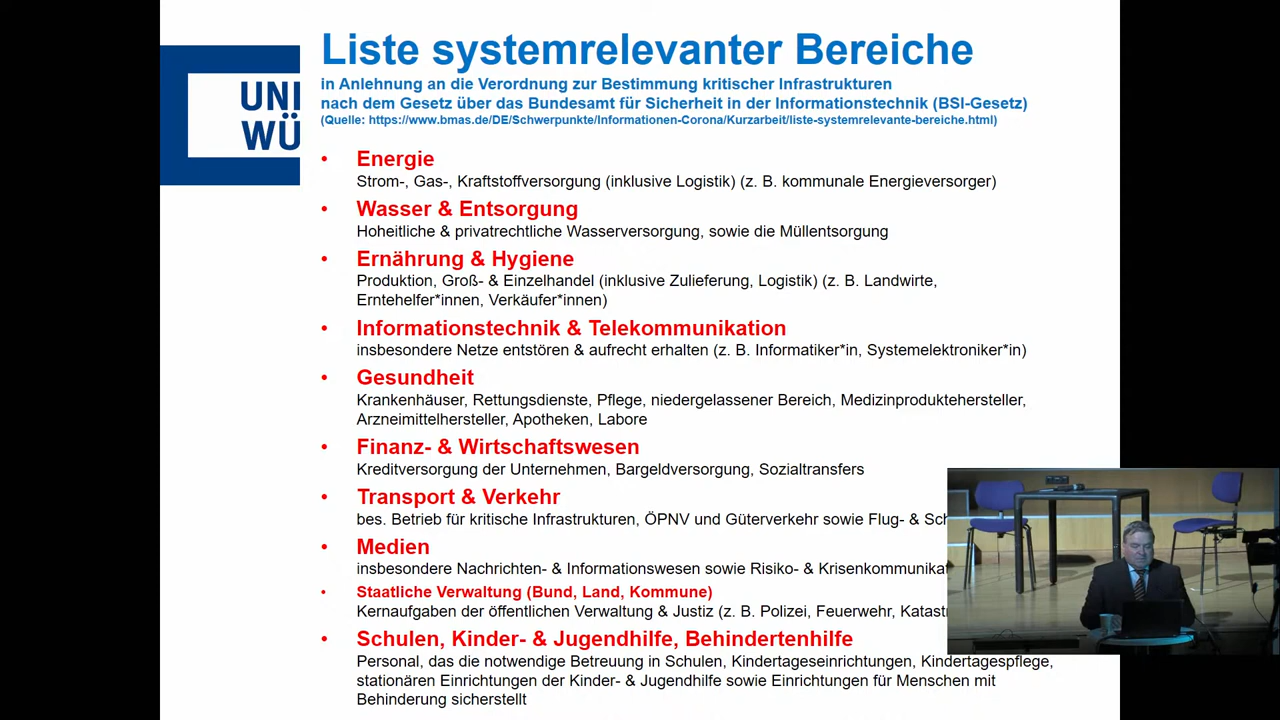 Liste systemrelevanter Bereiche
in Anlehnung an die Verordnung zur Bestimmung kritischer Infrastrukturen
nach dem Gesetz über das Bundesamt für Sicherheit in der Informationstechnik (BSI-Gesetz)
(Quelle: https://www.bmas.de/DE/Schwerpunkte/Informationen-Corona/Kurzarbeit/liste-systemrelevante-bereiche.html)
UNI
WÜ
• Energie
Strom-, Gas-, Kraftstoffversorgung (inklusive Logistik) (z. B. kommunale Energieversorger)
• Wasser & Entsorgung
Hoheitliche & privatrechtliche Wasserversorgung, sowie die Müllentsorgung
• Ernährung & Hygiene
Produktion, Groß- & Einzelhandel (inklusive Zulieferung, Logistik) (z. B. Landwirte,
Erntehelfer*innen, Verkäufer*innen)
• Informationstechnik & Telekommunikation
insbesondere Netze entstören & aufrecht erhalten (z. B. Informatiker*in, Systemelektroniker*in)
• Gesundheit
Krankenhäuser, Rettungsdienste, Pflege, niedergelassener Bereich, Medizinproduktehersteller,
Arzneimittelhersteller, Apotheken, Labore
• Finanz- & Wirtschaftswesen
Kreditversorgung der Unternehmen, Bargeldversorgung, Sozialtransfers
• Transport & Verkehr
bes. Betrieb für kritische Infrastrukturen, ÖPNV und Güterverkehr sowie Flug- & Sch
• Medien
insbesondere Nachrichten- & Informationswesen sowie Risiko- & Krisenkommunika
• Staatliche Verwaltung (Bund, Land, Kommune)
Kernaufgaben der öffentlichen Verwaltung & Justiz (z. B. Polizei, Feuerwehr, Katast
• Schulen, Kinder- & Jugendhilfe, Behindertenhilfe
Personal, das die notwendige Betreuung in Schulen, Kindertageseinrichtungen, Kindertagespflege,
stationären Einrichtungen der Kinder- & Jugendhilfe sowie Einrichtungen für Menschen mit
Behinderung sicherstellt